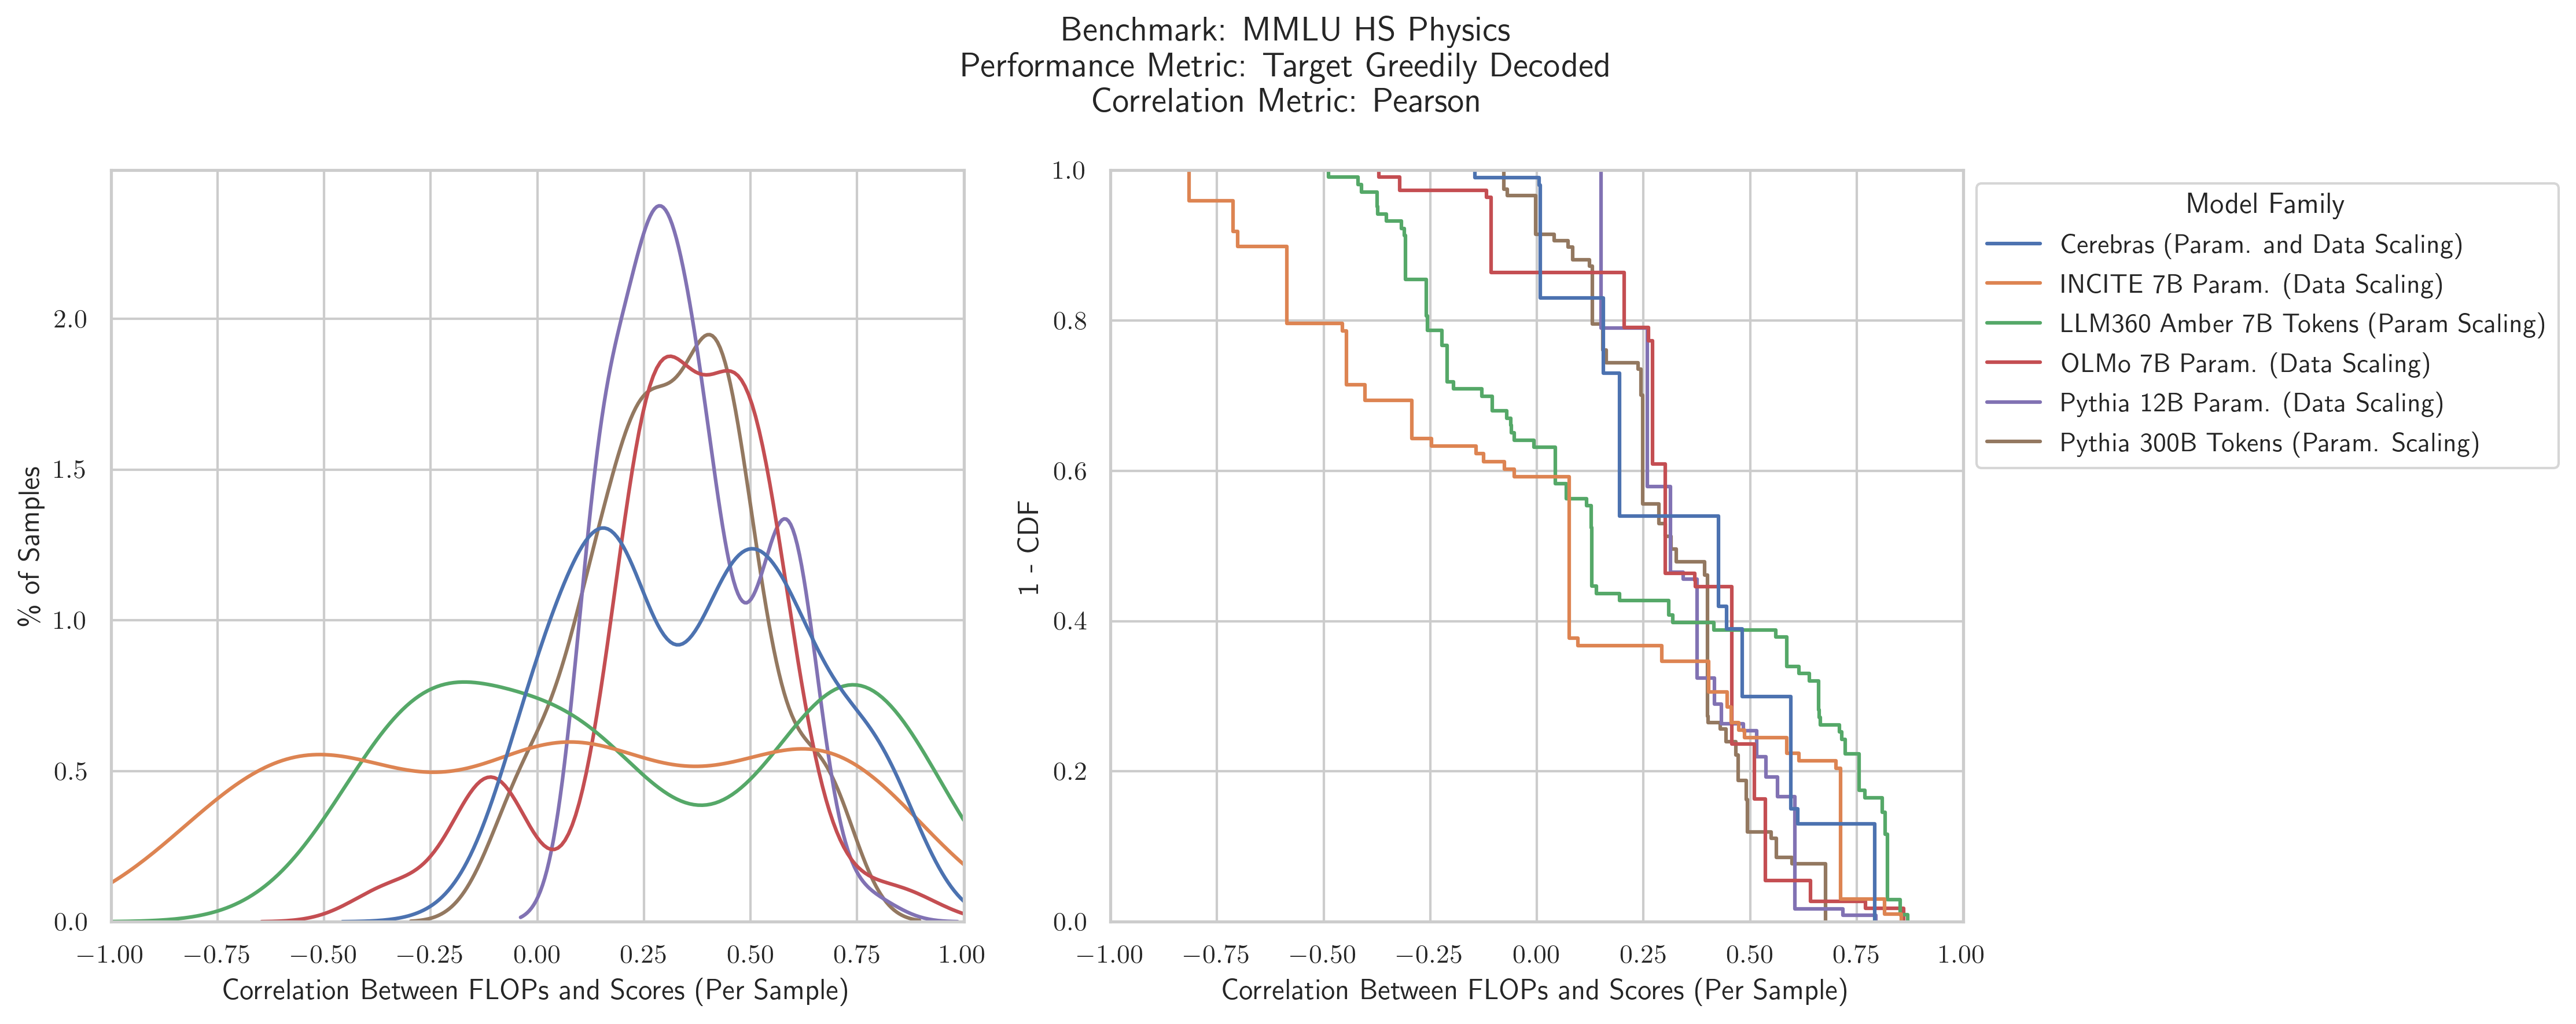 Benchmark: MMLU HS Physics
Performance Metric: Target Greedily Decoded
Correlation Metric: Pearson
% of Samples
2.0
1.5
1.0
0.5
0.0
−1.00 −0.75 −0.50 −0.25 0.00 0.25 0.50 0.75 1.00
Correlation Between FLOPs and Scores (Per Sample)
1 - CDF
1.0
0.8
0.6
0.4
0.2
0.0
−1.00 −0.75 −0.50 −0.25 0.00 0.25 0.50 0.75 1.00
Correlation Between FLOPs and Scores (Per Sample)
Model Family
Cerebras (Param. and Data Scaling)
INCITE 7B Param. (Data Scaling)
LLM360 Amber 7B Tokens (Param Scaling)
OLMo 7B Param. (Data Scaling)
Pythia 12B Param. (Data Scaling)
Pythia 300B Tokens (Param. Scaling)